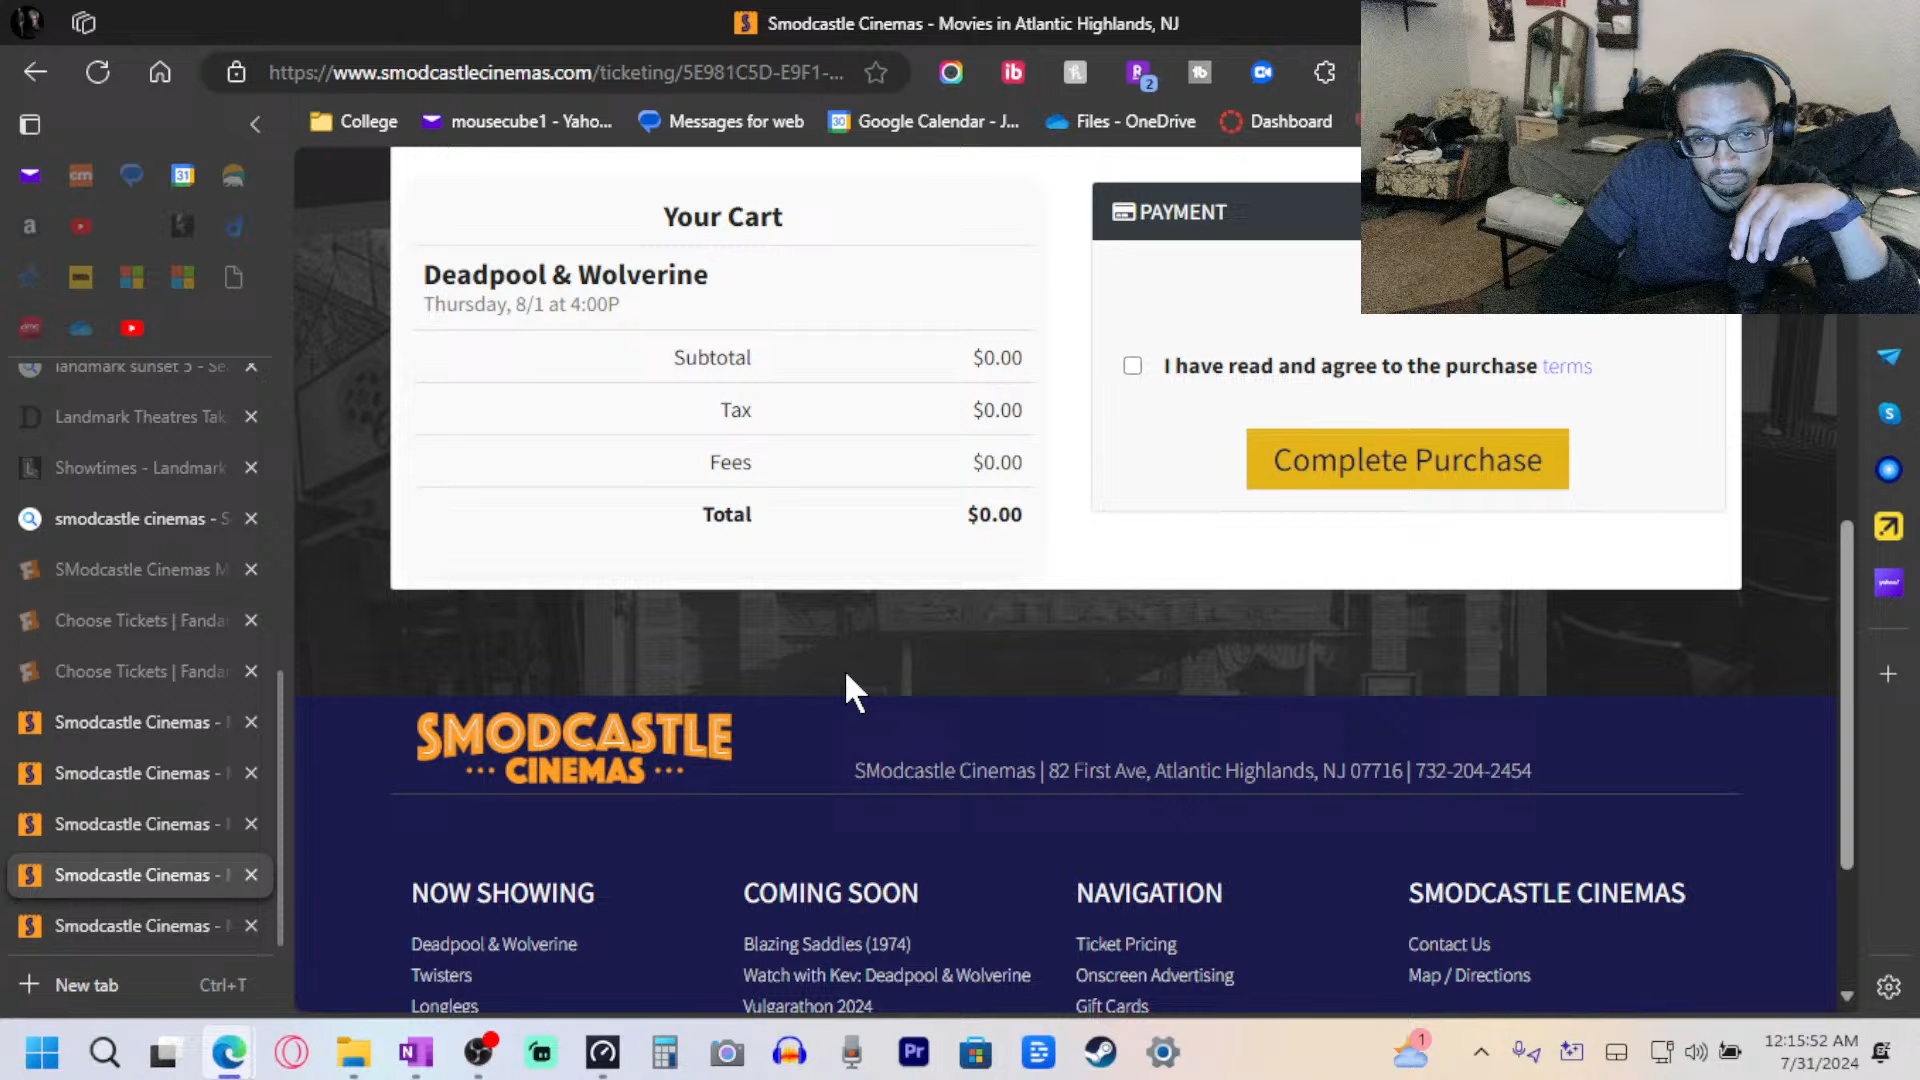 Smodcastle Cinemas - Movies in Atlantic Highlands, NJ
https://www.smodcastlecinemas.com/ticketing/5E981C5D-E9F1-...
2
College
mousecube1 - Yaho...
Messages for web
Google Calendar - J...
Files - OneDrive
Dashboard
landmark sunset 5 - Se
Landmark Theatres Tak
Showtimes - Landmark
smodcastle cinemas - S
SModcastle Cinemas M
Choose Tickets | Fanda
Choose Tickets | Fanda
Smodcastle Cinemas -
Smodcastle Cinemas -
Smodcastle Cinemas -
Smodcastle Cinemas -
Smodcastle Cinemas -
New tab Ctrl+T
Your Cart
Deadpool & Wolverine
Thursday, 8/1 at 4:00P
Subtotal $0.00
Tax $0.00
Fees $0.00
Total $0.00
PAYMENT
I have read and agree to the purchase terms
Complete Purchase
SMODCASTLE
CINEMAS
SModcastle Cinemas | 82 First Ave, Atlantic Highlands, NJ 07716 | 732-204-2454
NOW SHOWING
Deadpool & Wolverine
Twisters
Longlegs
COMING SOON
Blazing Saddles (1974)
Watch with Kev: Deadpool & Wolverine
Vulgarathon 2024
NAVIGATION
Ticket Pricing
Onscreen Advertising
Gift Cards
SMODCASTLE CINEMAS
Contact Us
Map / Directions
1
12:15:52 AM
7/31/2024